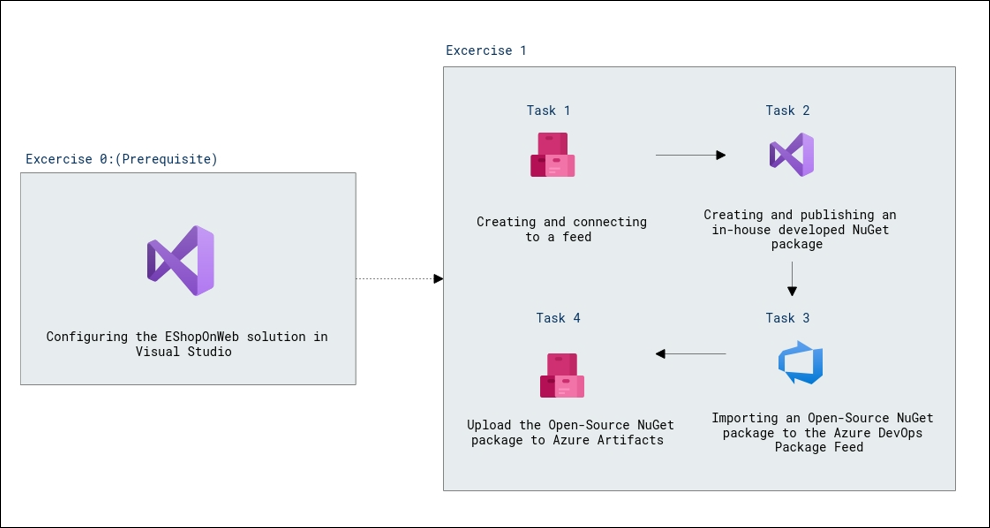 Excercise 0:(Prerequisite)
Configuring the EShopOnWeb solution in
Visual Studio
Excercise 1
Task 1
Creating and connecting
to a feed
Task 2
Creating and publishing an
in-house developed NuGet
package
Task 3
Importing an Open-Source NuGet
package to the Azure DevOps
Package Feed
Task 4
Upload the Open-Source NuGet
package to Azure Artifacts